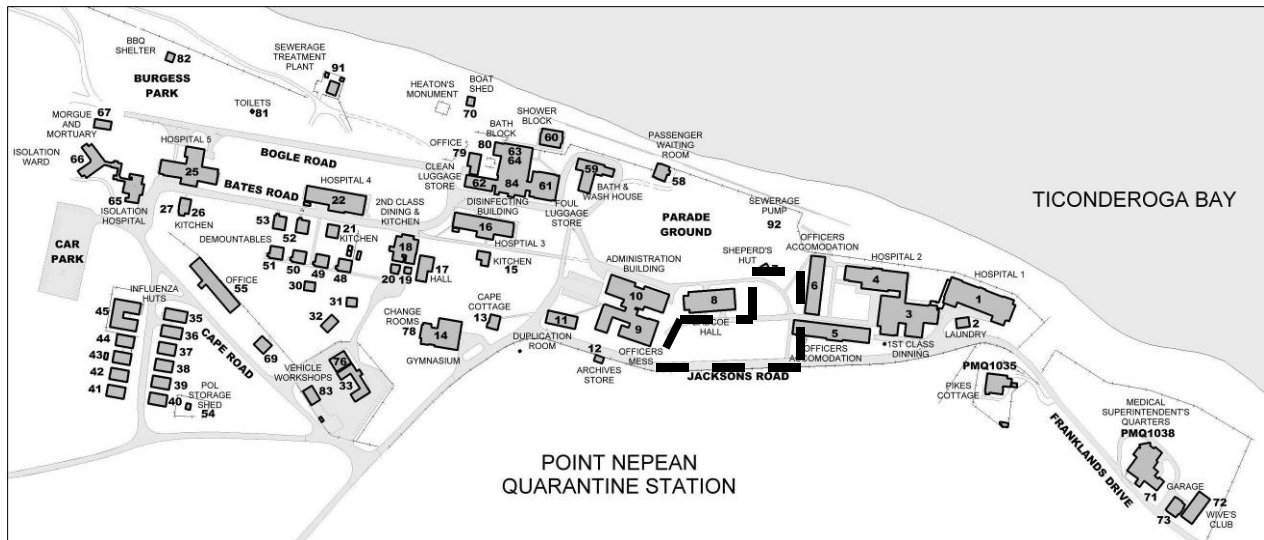 BBQ
SHELTER
82
BURGESS
PARK
SEWERAGE
TREATMENT
PLANT
91
TOILETS
81
HEATON'S
MONUMENT
BOAT
SHED
70
MORGUE
AND
MORTUARY
67
ISOLATION
WARD
66
65
ISOLATION
HOSPITAL
HOSPITAL 5
25
BOGLE ROAD
BATES ROAD
OFFICE
79
BATH
BLOCK
80
SHOWER
BLOCK
60
63
64
CLEAN
LUGGAGE
STORE
62
84
61
DISINFECTING
BUILDING
FOUL
LUGGAGE
STORE
59
BATH &
WASH HOUSE
PASSENGER
WAITING
ROOM
58
TICONDEROGA BAY
SEWERAGE
PUMP
92
PARADE
GROUND
27
26
KITCHEN
HOSPITAL 4
22
53
52
21
KITCHEN
DEMOUNTABLES
51
50
49
48
30
31
32
2ND CLASS
DINING &
KITCHEN
18
20
19
17
HALL
16
HOSPTIAL 3
KITCHEN
15
CAR
PARK
OFFICE
55
INFLUENZA
HUTS
45
44
43
42
41
35
36
37
38
39
40
CAPE ROAD
69
POL
STORAGE
SHED
54
VEHICLE
WORKSHOPS
76
33
83
CHANGE
ROOMS
78
14
GYMNASIUM
CAPE
COTTAGE
13
11
DUPLICATION
ROOM
ADMINISTRATION
BUILDING
10
9
OFFICERS
MESS
12
ARCHIVES
STORE
8
HALL
SHEPERD'S
HUT
OFFICERS
ACCOMODATION
6
5
OFFICERS
ACCOMODATION
HOSPITAL 2
4
3
1ST CLASS
DINNING
HOSPITAL 1
1
2
LAUNDRY
JACKSONS ROAD
PMQ1035
PIKES
COTTAGE
FRANKLANDS DRIVE
MEDICAL
SUPERINTENDENT'S
QUARTERS
PMQ1038
71
GARAGE
73
72
WIVE'S
CLUB
POINT NEPEAN
QUARANTINE STATION